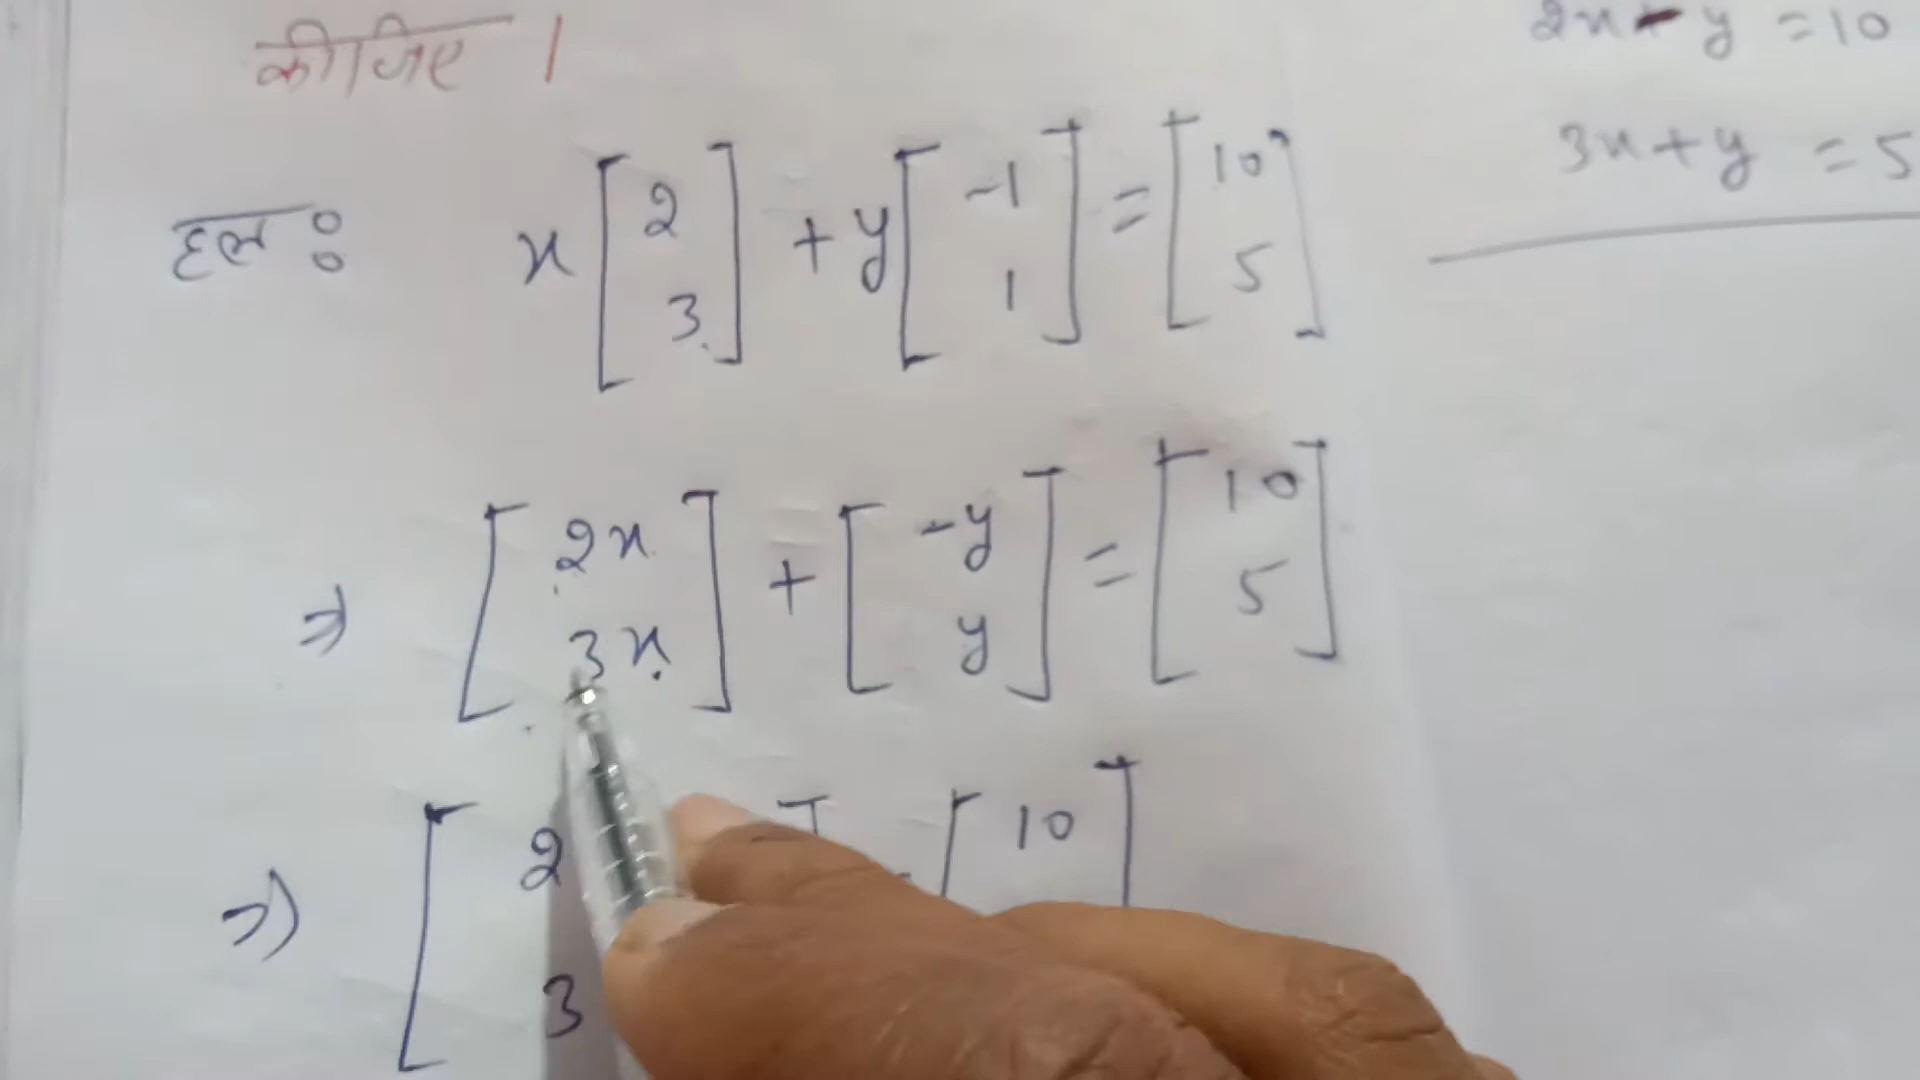 कीजिए ।
2x - y = 10
3x + y = 5
हल : x [ 2 3 ] + y [ -1 1 ] = [ 10 5 ]
⇒ [ 2x 3x ] + [ -y y ] = [ 10 5 ]
⇒ [ 2 3 ] [ 10